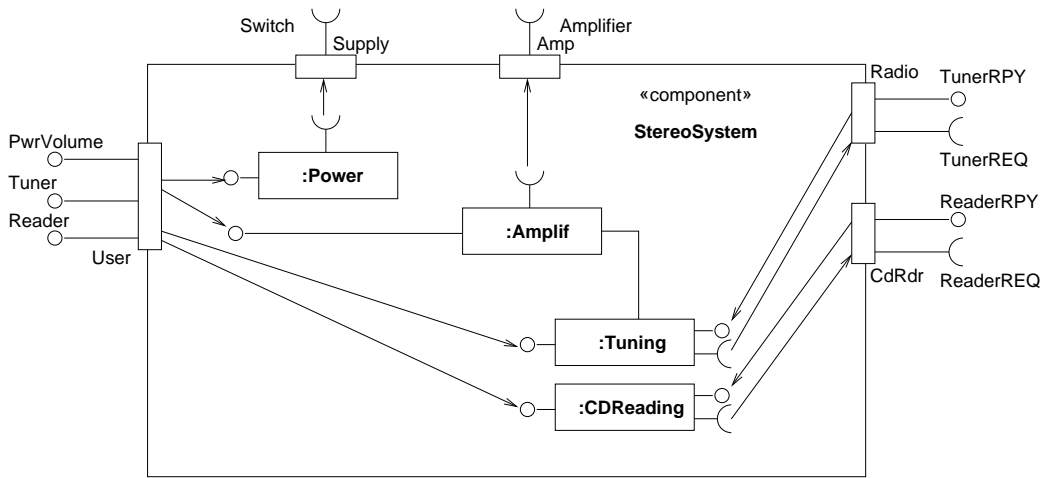 Switch
Supply
Amplifier
Amp
«component»
StereoSystem
Radio
TunerRPY
TunerREQ
PwrVolume
Tuner
Reader
User
:Power
:Amplif
ReaderRPY
CdRdr
ReaderREQ
:Tuning
:CDReading